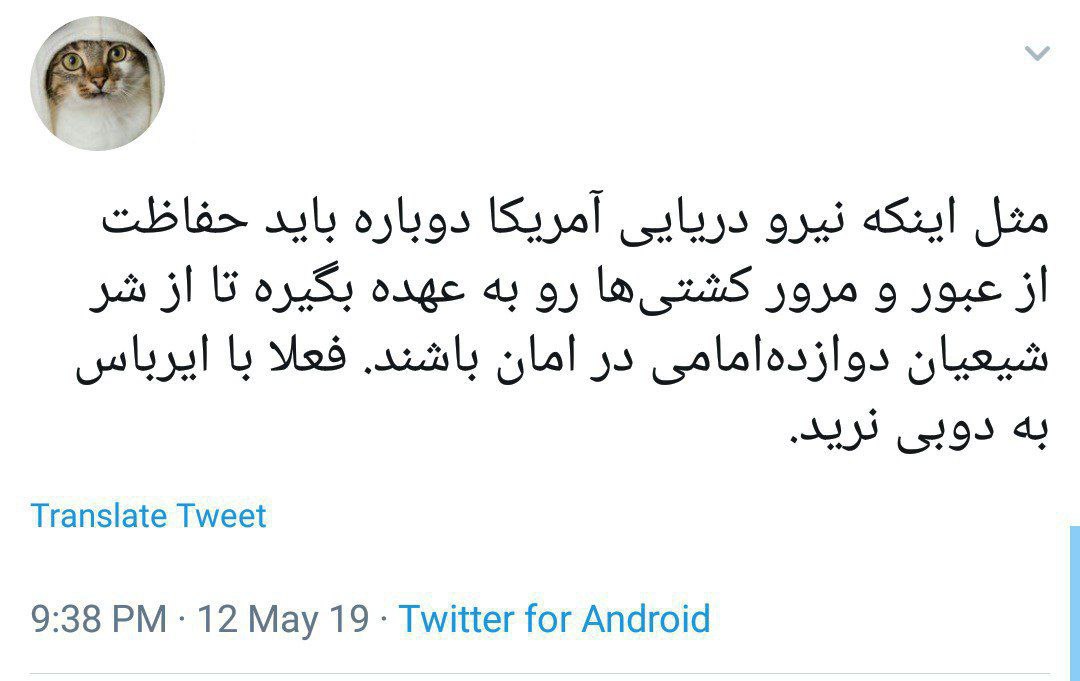 مثل اینکه نیرو دریایی آمریکا دوباره باید حفاظت
از عبور و مرور کشتی‌ها رو به عهده بگیره تا از شر
شیعیان دوازده‌امامی در امان باشند. فعلا با ایرباس
به دوبی نرید.
Translate Tweet
9:38 PM · 12 May 19 · Twitter for Android